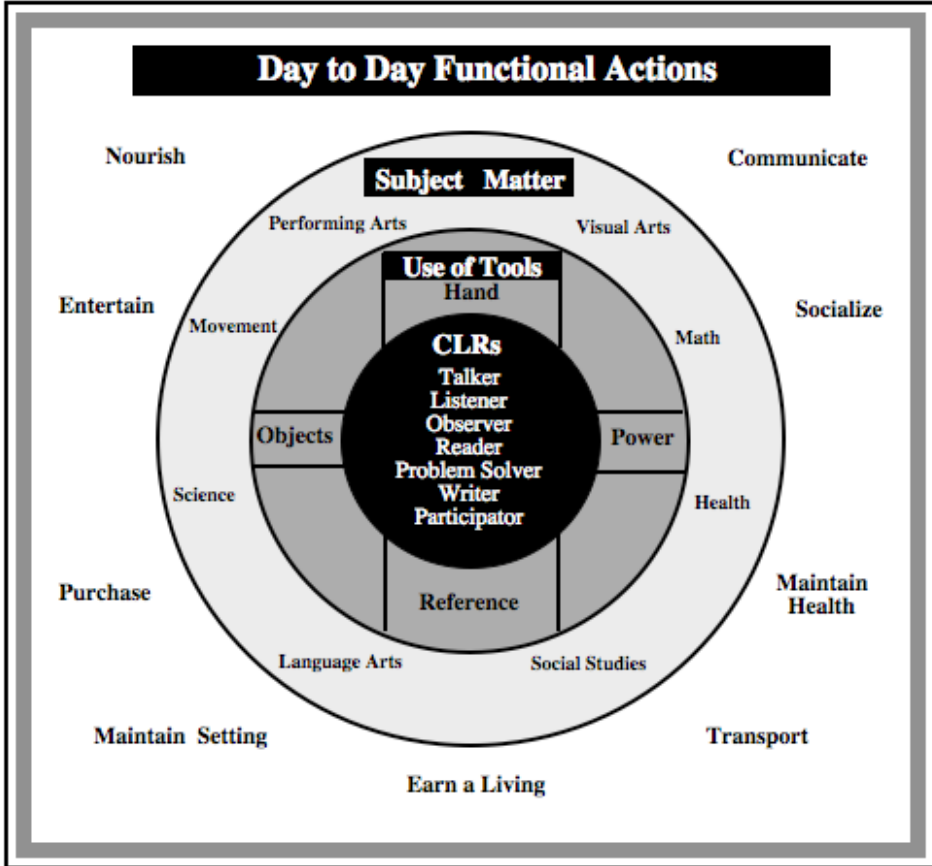 Day to Day Functional Actions
Nourish
Communicate
Subject Matter
Performing Arts
Visual Arts
Use of Tools
Hand
Entertain
Socialize
Movement
Math
CLRs
Talker
Listener
Observer
Reader
Problem Solver
Writer
Participator
Objects
Power
Science
Health
Purchase
Maintain
Health
Reference
Language Arts
Social Studies
Maintain Setting
Transport
Earn a Living